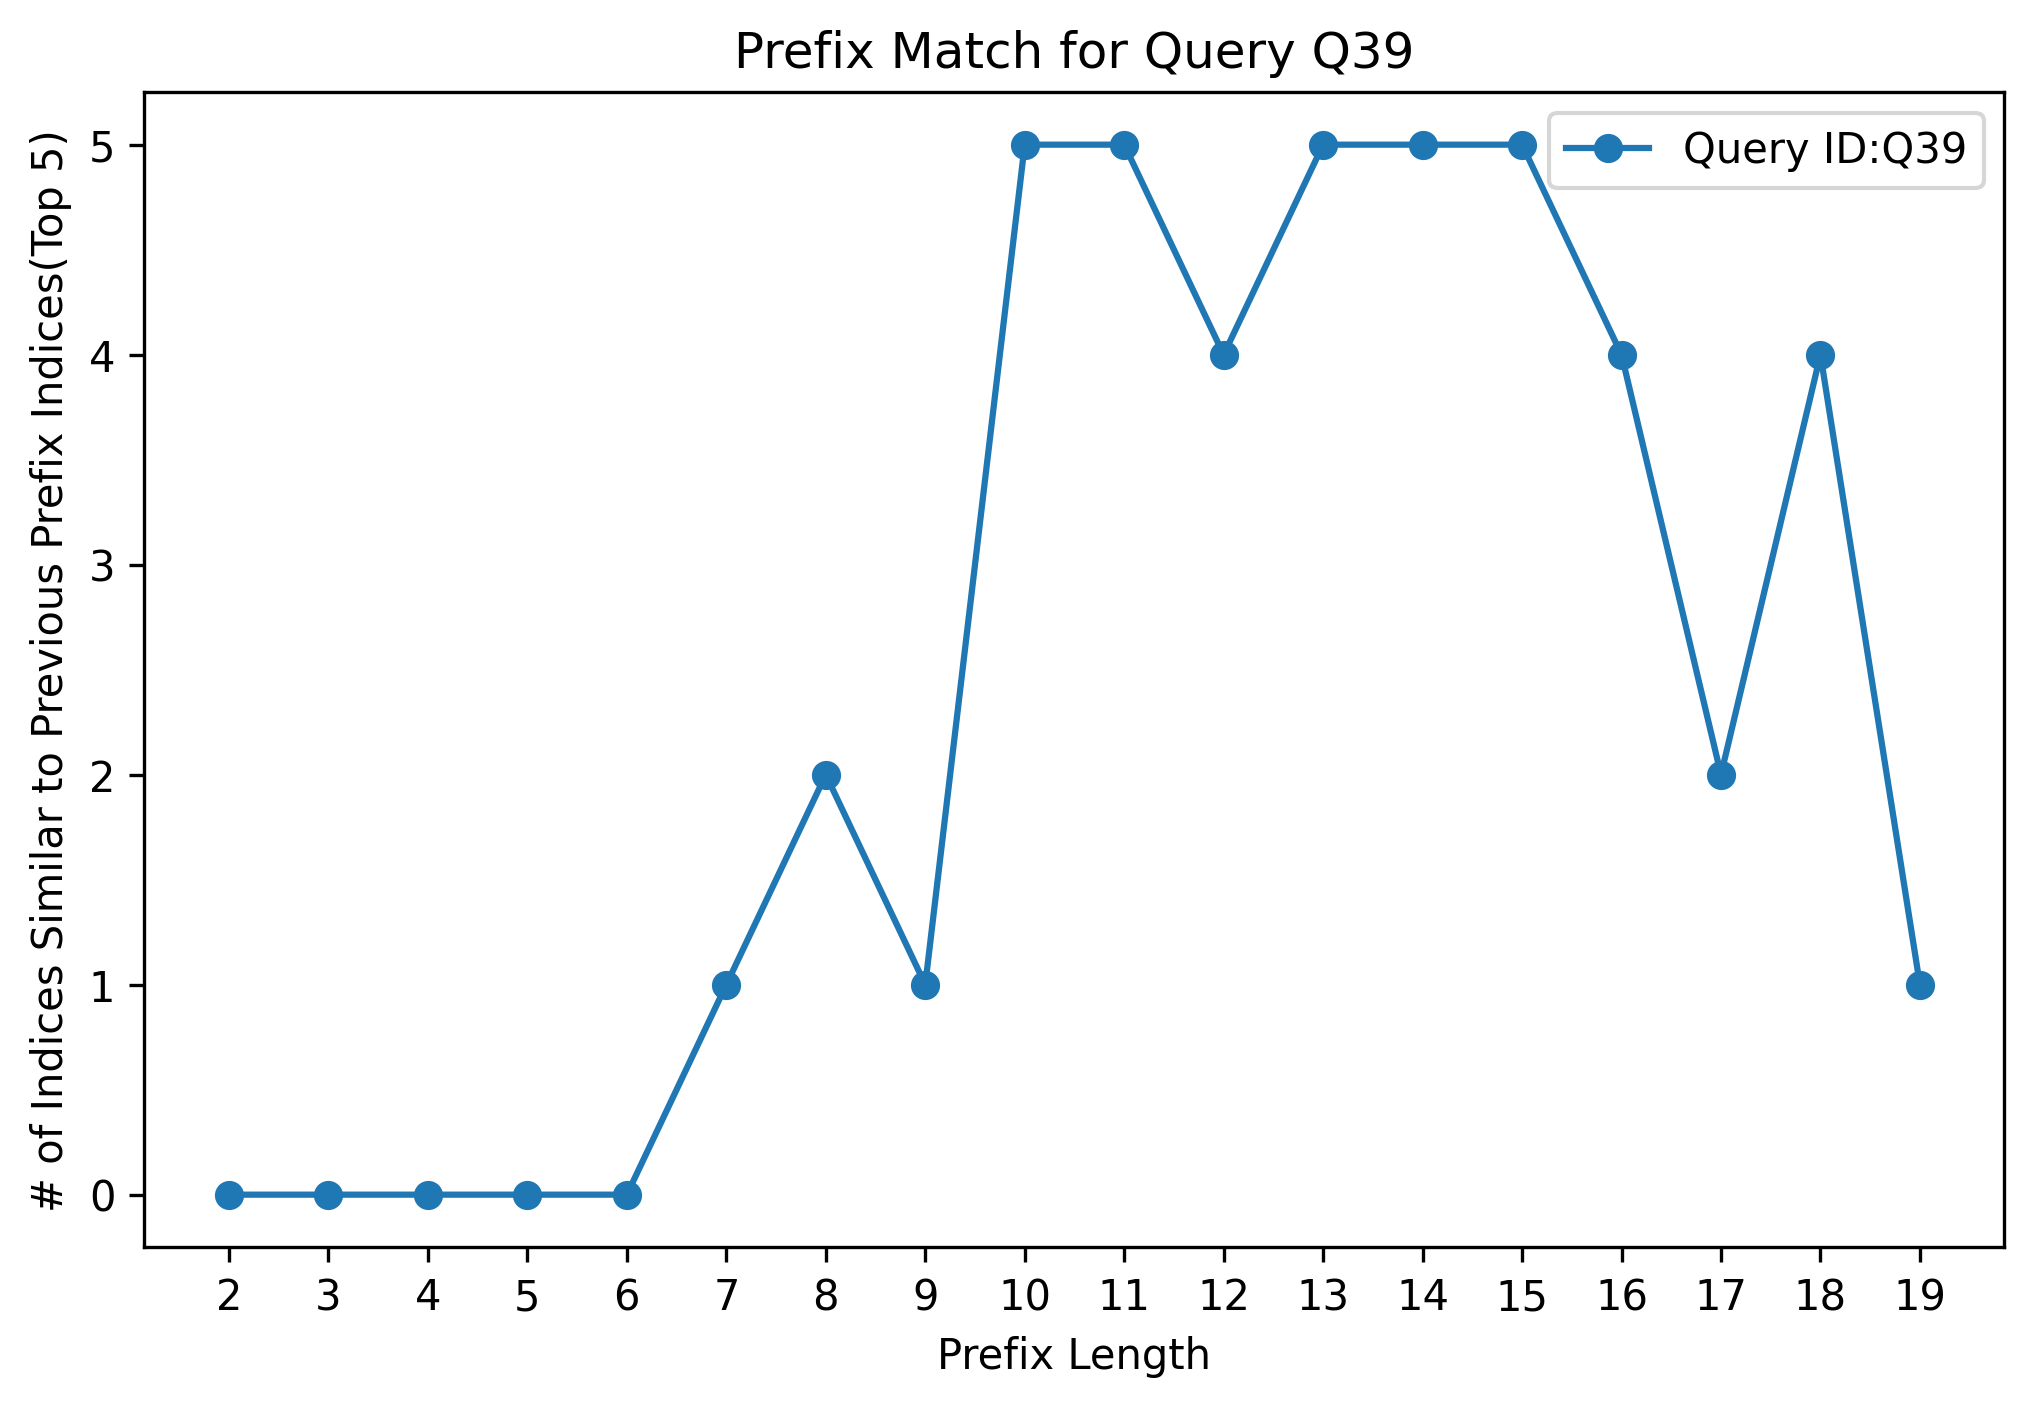 Prefix Match for Query Q39
Query ID:Q39
# of Indices Similar to Previous Prefix Indices(Top 5)
5
4
3
2
1
0
2 3 4 5 6 7 8 9 10 11 12 13 14 15 16 17 18 19
Prefix Length